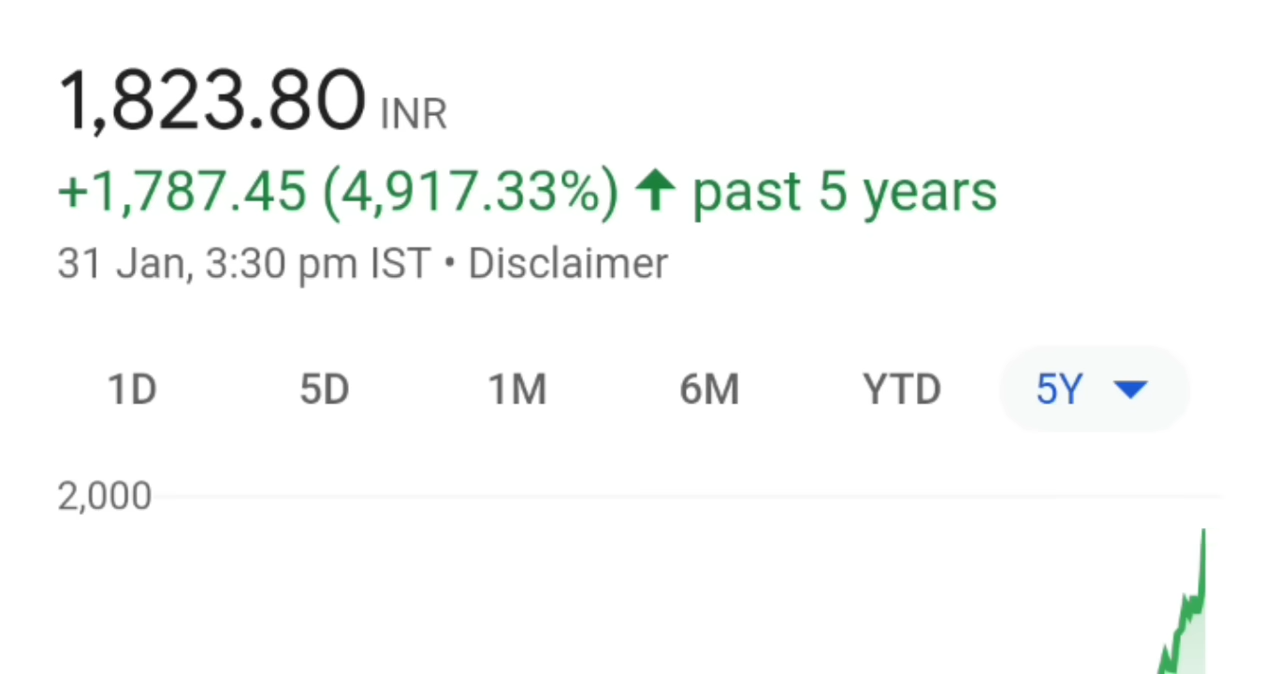 1,823.80 INR
+1,787.45 (4,917.33%) ↑ past 5 years
31 Jan, 3:30 pm IST • Disclaimer
1D 5D 1M 6M YTD 5Y
2,000